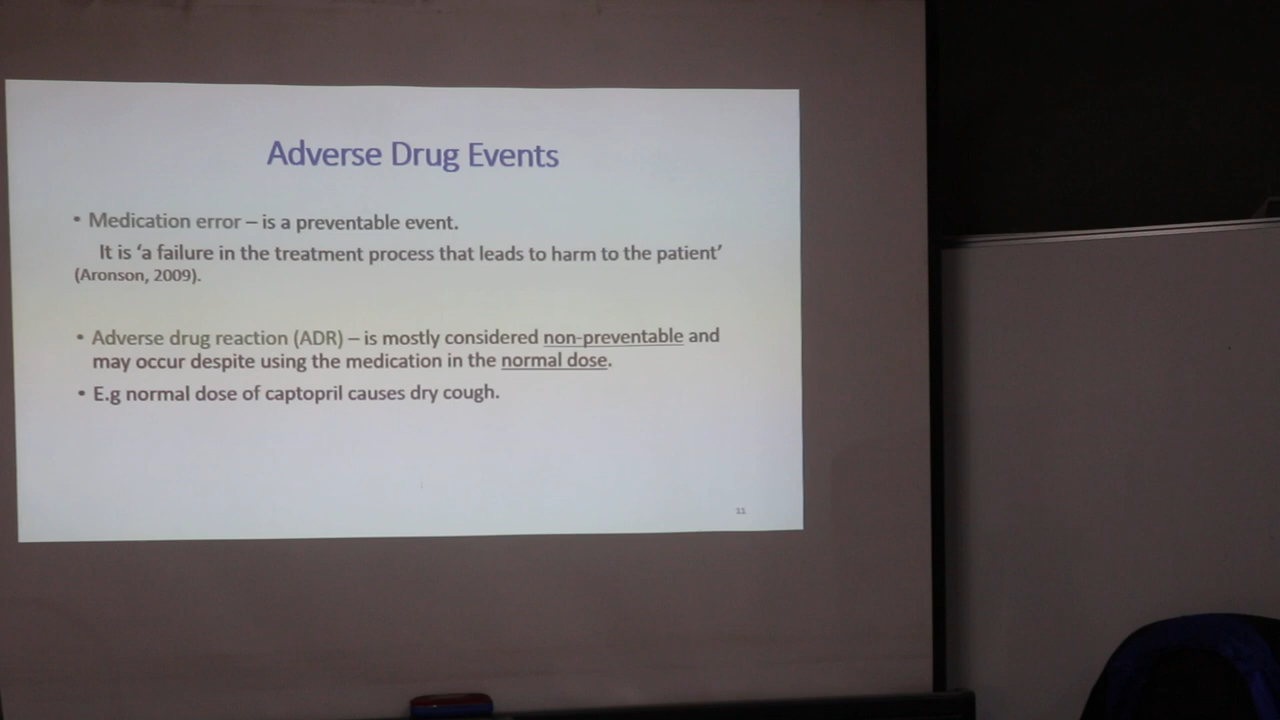 Adverse Drug Events
• Medication error – is a preventable event.
It is ‘a failure in the treatment process that leads to harm to the patient’
(Aronson, 2009).
• Adverse drug reaction (ADR) – is mostly considered non-preventable and
may occur despite using the medication in the normal dose.
• E.g normal dose of captopril causes dry cough.
11